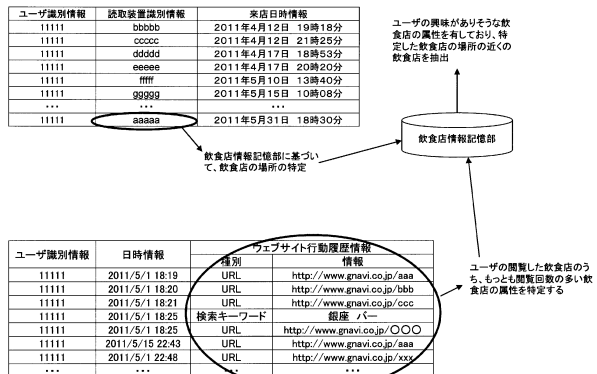 ユーザ識別情報 読取装置識別情報 来店日時情報
11111 bbbbb 2011年4月12日 19時18分
11111 ccccc 2011年4月12日 21時25分
11111 ddddd 2011年4月17日 18時53分
11111 eeeee 2011年4月17日 20時20分
11111 fffff 2011年5月10日 13時40分
11111 ggggg 2011年5月15日 10時08分
・・・ ・・・ ・・・
11111 aaaaa 2011年5月31日 18時30分
ユーザの興味がありそうな飲
食店の属性を有しており、特
定した飲食店の場所の近くの
飲食店を抽出
飲食店情報記憶部
飲食店情報記憶部に基づい
て、飲食店の場所の特定
ユーザ識別情報 日時情報 ウェブサイト行動履歴情報
種別 情報
11111 2011/5/1 18:19 URL http://www.gnavi.co.jp/aaa
11111 2011/5/1 18:20 URL http://www.gnavi.co.jp/bbb
11111 2011/5/1 18:21 URL http://www.gnavi.co.jp/ccc
11111 2011/5/1 18:25 検索キーワード 銀座 バー
11111 2011/5/1 18:25 URL http://www.gnavi.co.jp/〇〇〇
11111 2011/5/15 22:43 URL http://www.gnavi.co.jp/aaa
11111 2011/5/1 22:48 URL http://www.gnavi.co.jp/xxx
・・・ ・・・ ・・・ ・・・
ユーザの閲覧した飲食店のう
ち、もっとも閲覧回数の多い飲
食店の属性を特定する